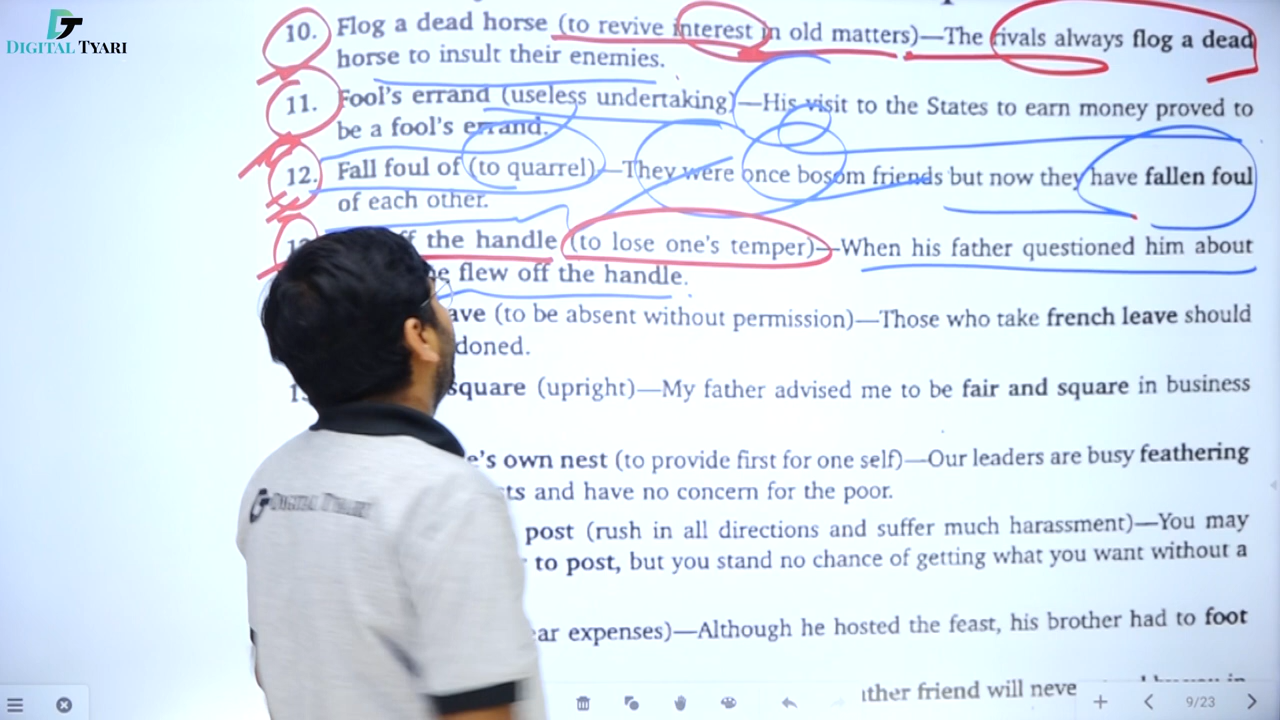 DIGITAL TYARI
10. Flog a dead horse (to revive interest in old matters)—The rivals always flog a dead
horse to insult their enemies.
11. Fool's errand (useless undertaking)—His visit to the States to earn money proved to
be a fool's errand.
12. Fall foul of (to quarrel)—They were once bosom friends but now they have fallen foul
of each other.
the handle (to lose one's temper)—When his father questioned him about
flew off the handle.
(to be absent without permission)—Those who take french leave should
square (upright)—My father advised me to be fair and square in business
own nest (to provide first for one self)—Our leaders are busy feathering
and have no concern for the poor.
post (rush in all directions and suffer much harassment)—You may
to post, but you stand no chance of getting what you want without a
expenses)—Although he hosted the feast, his brother had to foot
friend will
DIGITAL TYARI
9/23